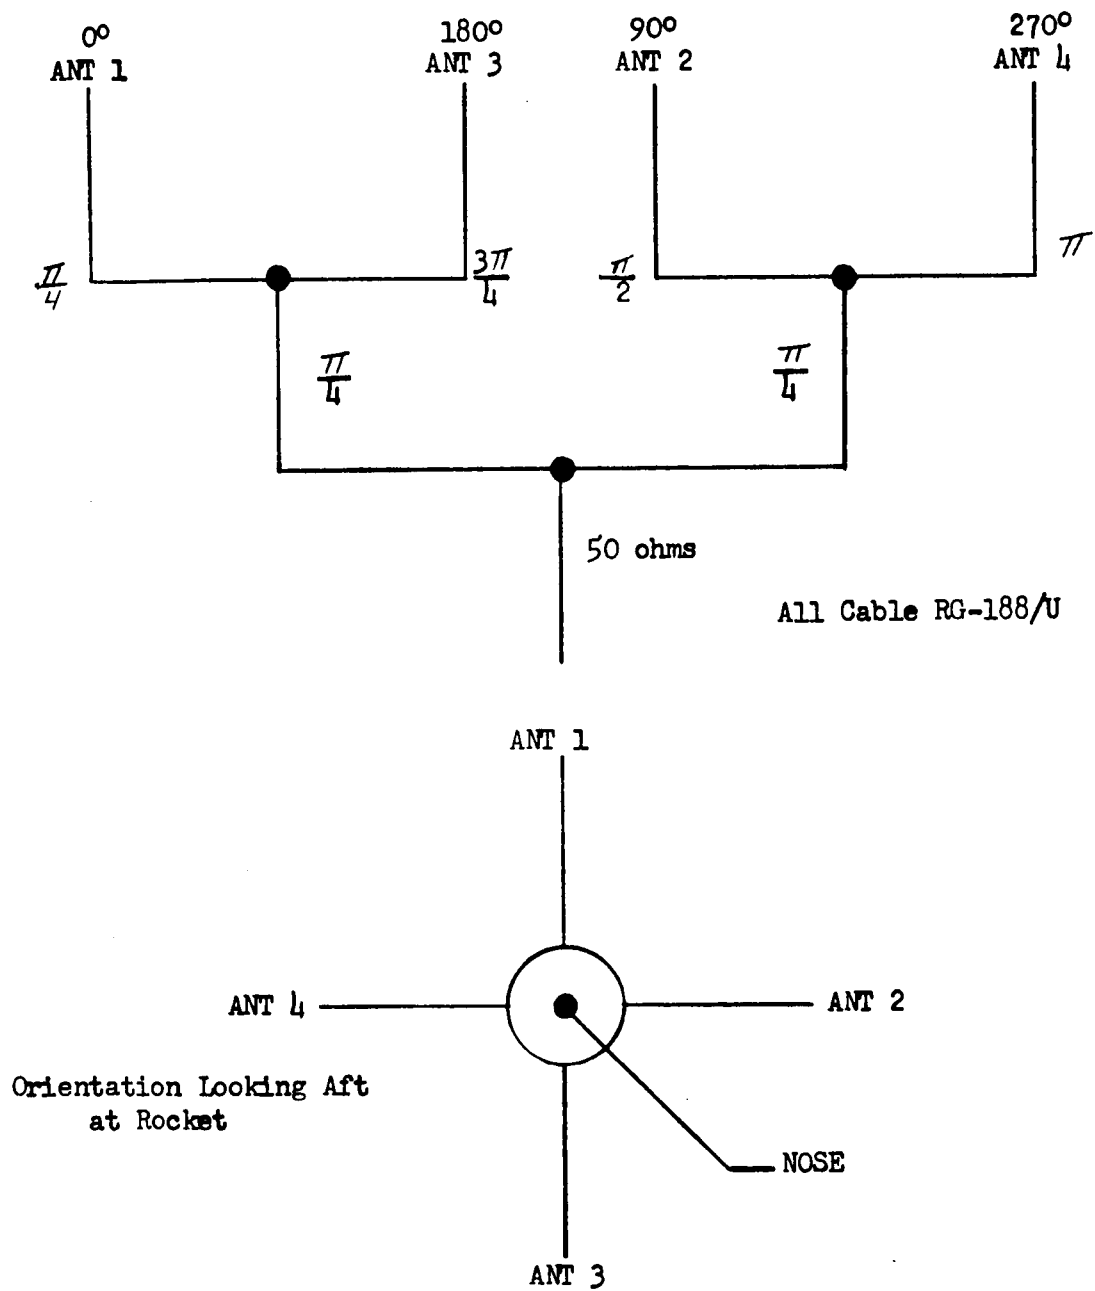 0° 180° 90° 270°
ANT 1 ANT 3 ANT 2 ANT 4
π/4 3π/4 π/2 π
π/4 π/4
50 ohms
All Cable RG-188/U
ANT 1
ANT 4 ANT 2
Orientation Looking Aft
at Rocket
NOSE
ANT 3